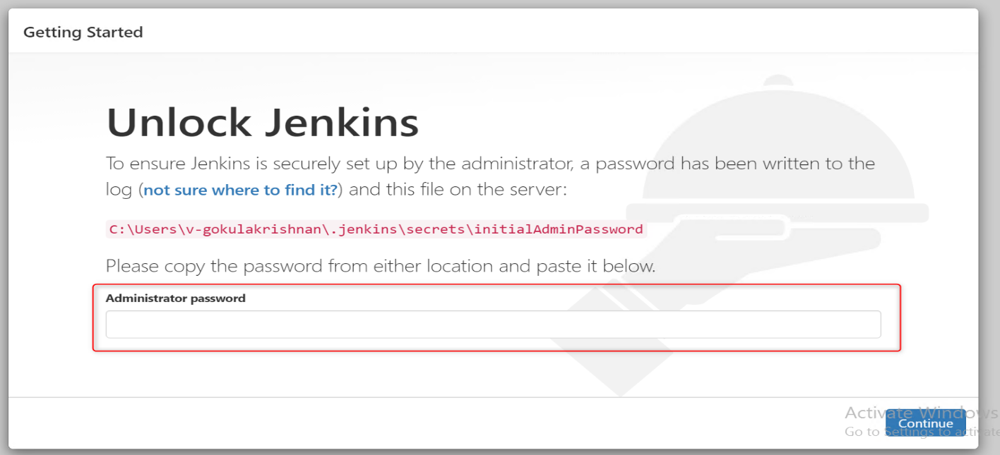 Getting Started
Unlock Jenkins
To ensure Jenkins is securely set up by the administrator, a password has been written to the
log (not sure where to find it?) and this file on the server:
C:\Users\v-gokulakrishnan\.jenkins\secrets\initialAdminPassword
Please copy the password from either location and paste it below.
Administrator password
Activate Windows
Continue
Go to Settings to activate